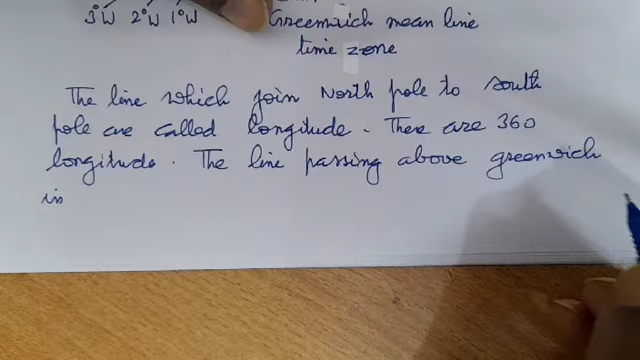 3°W 2°W 1°W Greenwich mean line
time zone
The line which join North pole to south
pole are called longitude. There are 360
longitude. The line passing above greenwich
is